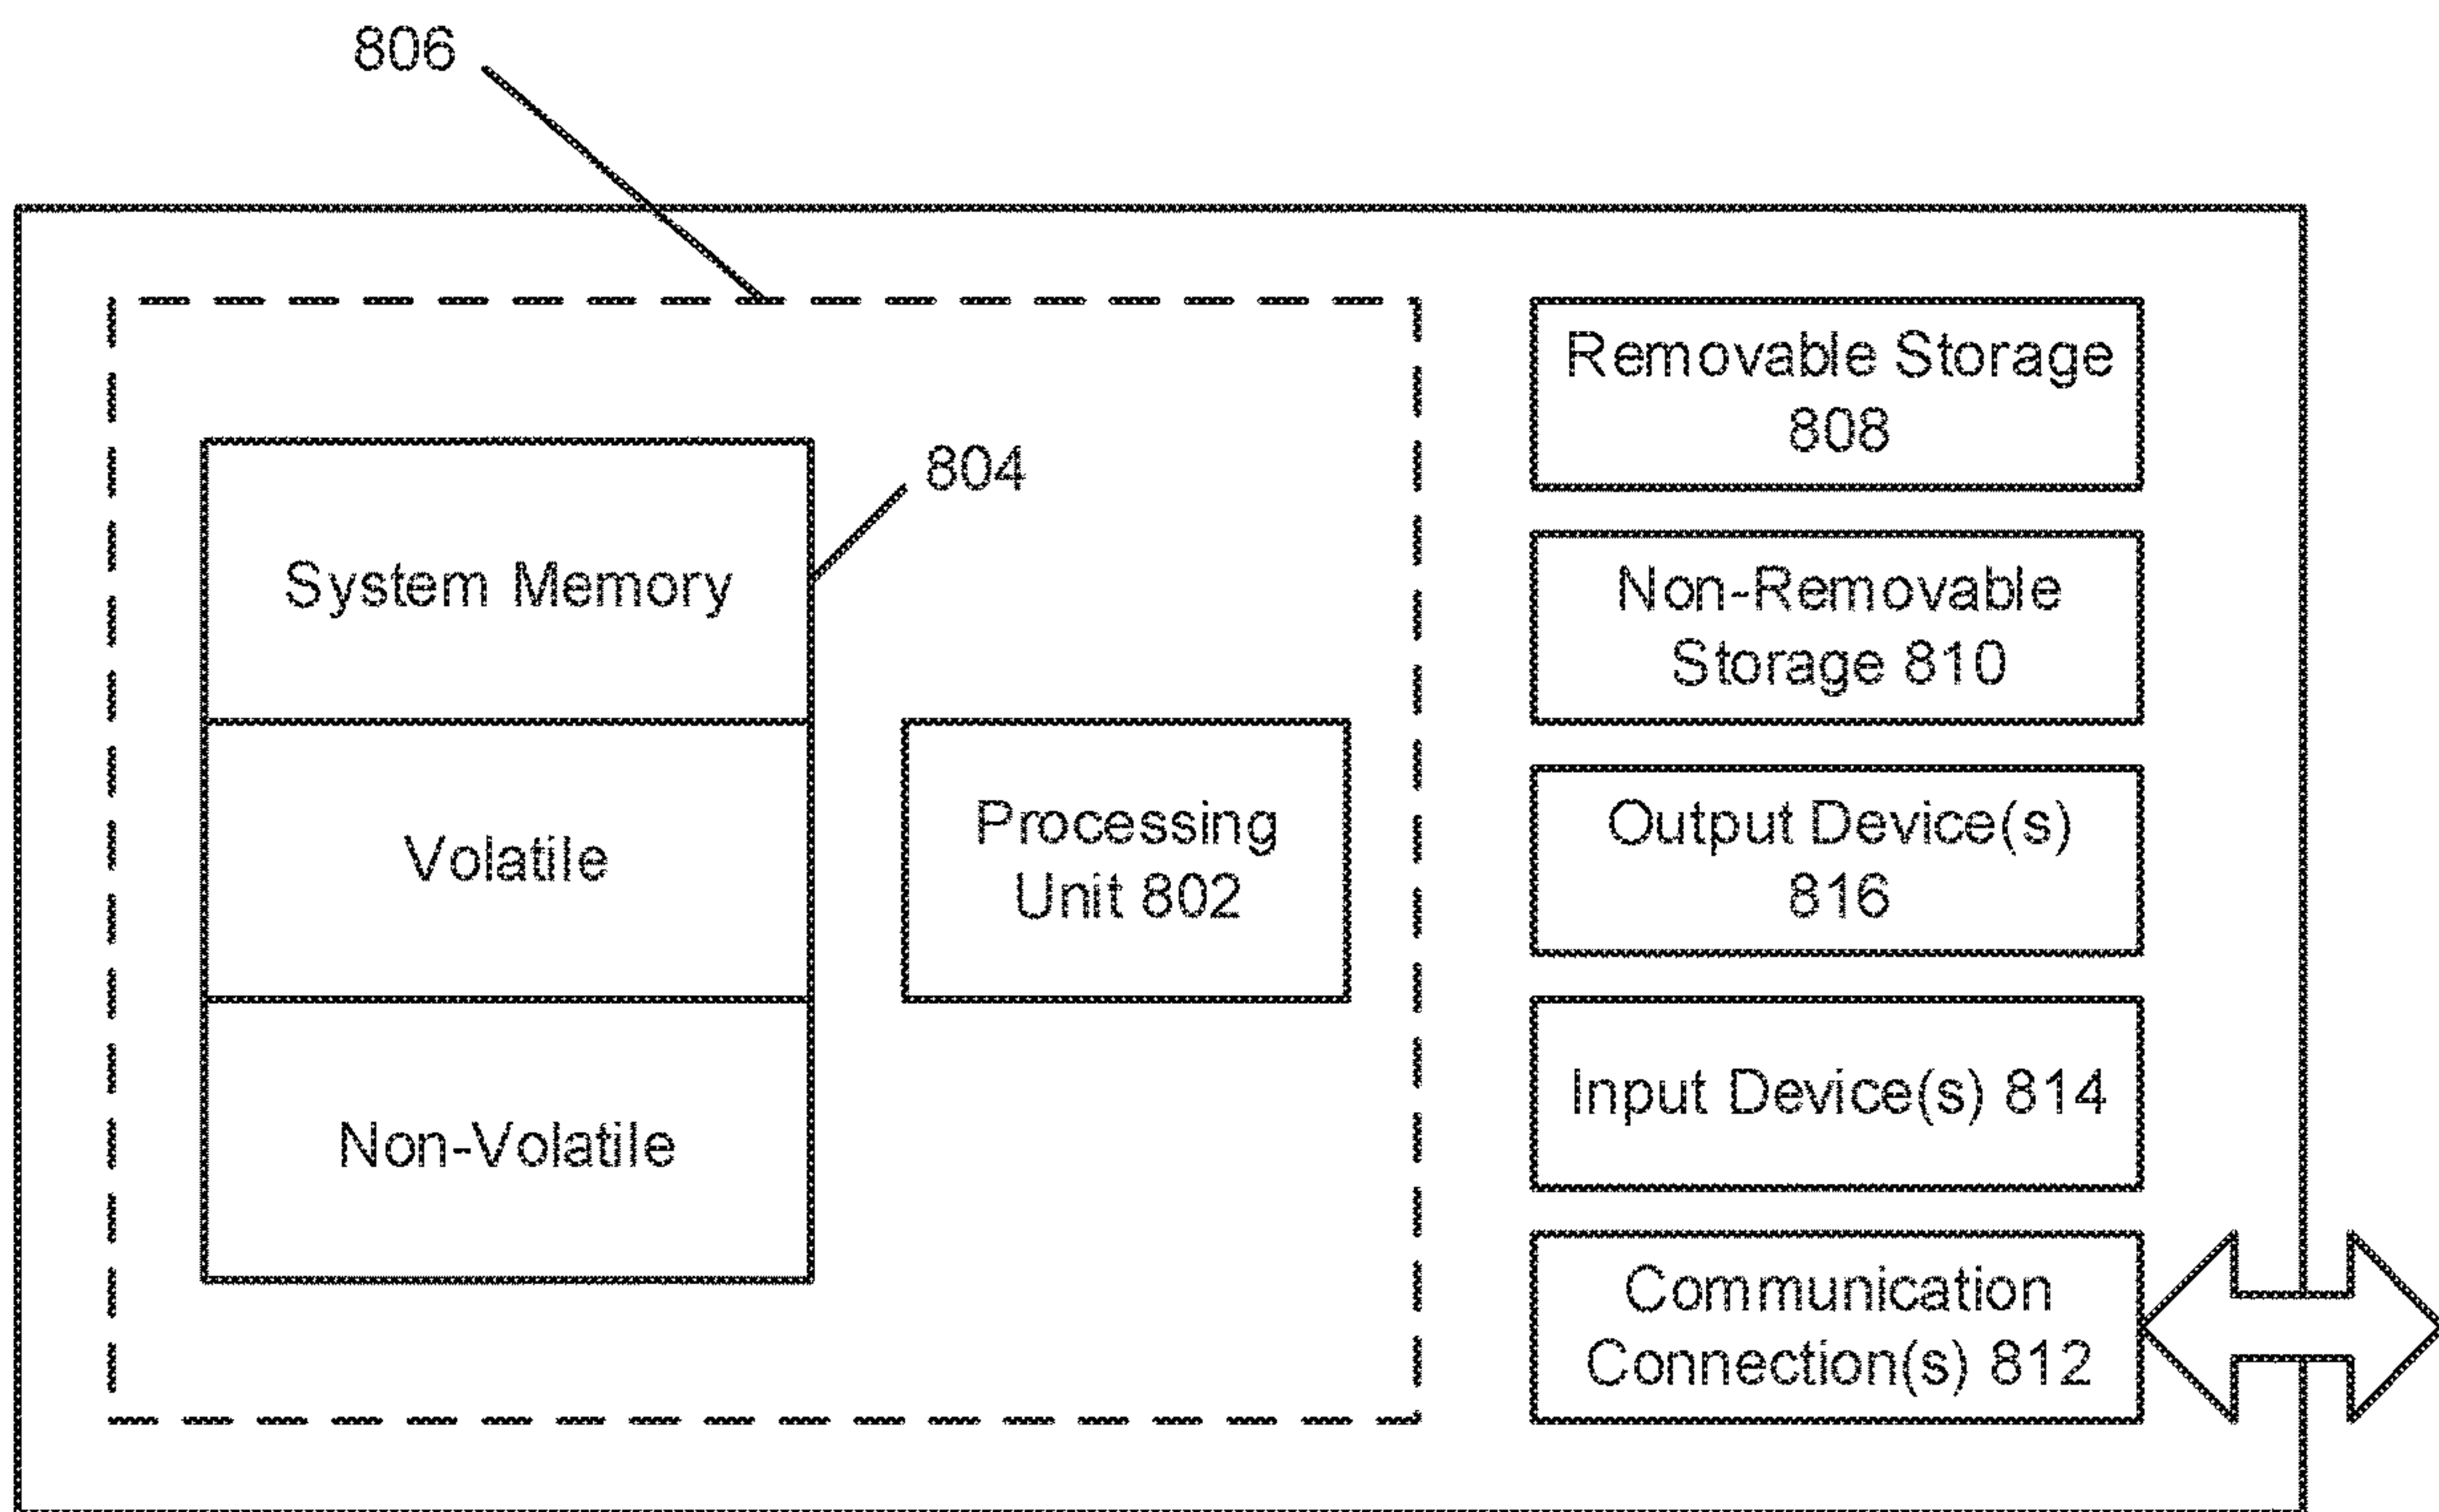 806
804
System Memory
Volatile
Non-Volatile
Processing
Unit 802
Removable Storage
808
Non-Removable
Storage 810
Output Device(s)
816
Input Device(s) 814
Communication
Connection(s) 812